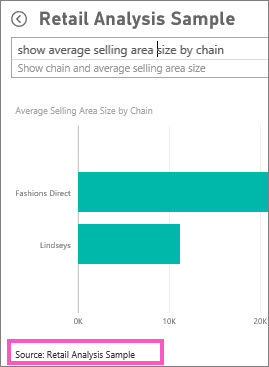 Retail Analysis Sample
show average selling area size by chain
Show chain and average selling area size
Average Selling Area Size by Chain
Fashions Direct
Lindseys
0K 10K 20K
Source: Retail Analysis Sample